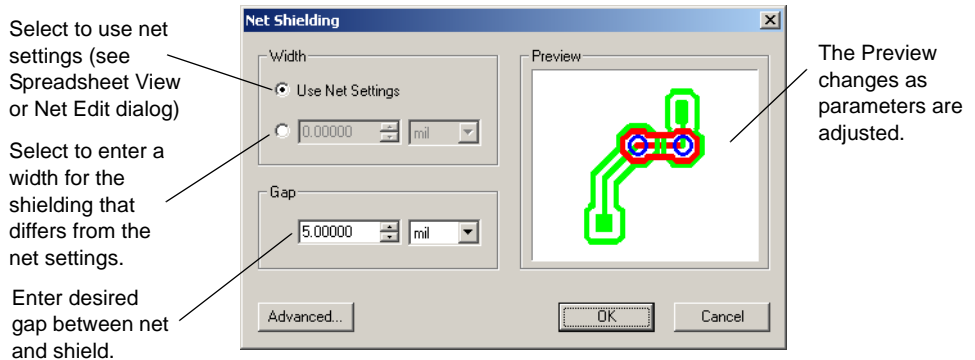 Select to use net
settings (see
Spreadsheet View
or Net Edit dialog)
Select to enter a
width for the
shielding that
differs from the
net settings.
Enter desired
gap between net
and shield.
Net Shielding
Width
Use Net Settings
0.00000 mil
Gap
5.00000 mil
Preview
Advanced...
OK
Cancel
The Preview
changes as
parameters are
adjusted.